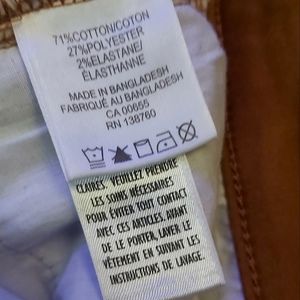 71%COTTON/COTON
27%POLYESTER
2%ELASTANE/
ÉLASTHANNE
MADE IN BANGLADESH
FABRIQUÉ AU BANGLADESH
CA 00655
RN 138760
CLAIRES. VEUILLEZ PRENDRE
LES SOINS NÉCESSAIRES
POUR ÉVITER TOUT CONTACT
AVEC CES ARTICLES. AVANT
DE LE PORTER, LAVER LE
VÊTEMENT EN SUIVANT LES
INSTRUCTIONS DE LAVAGE.